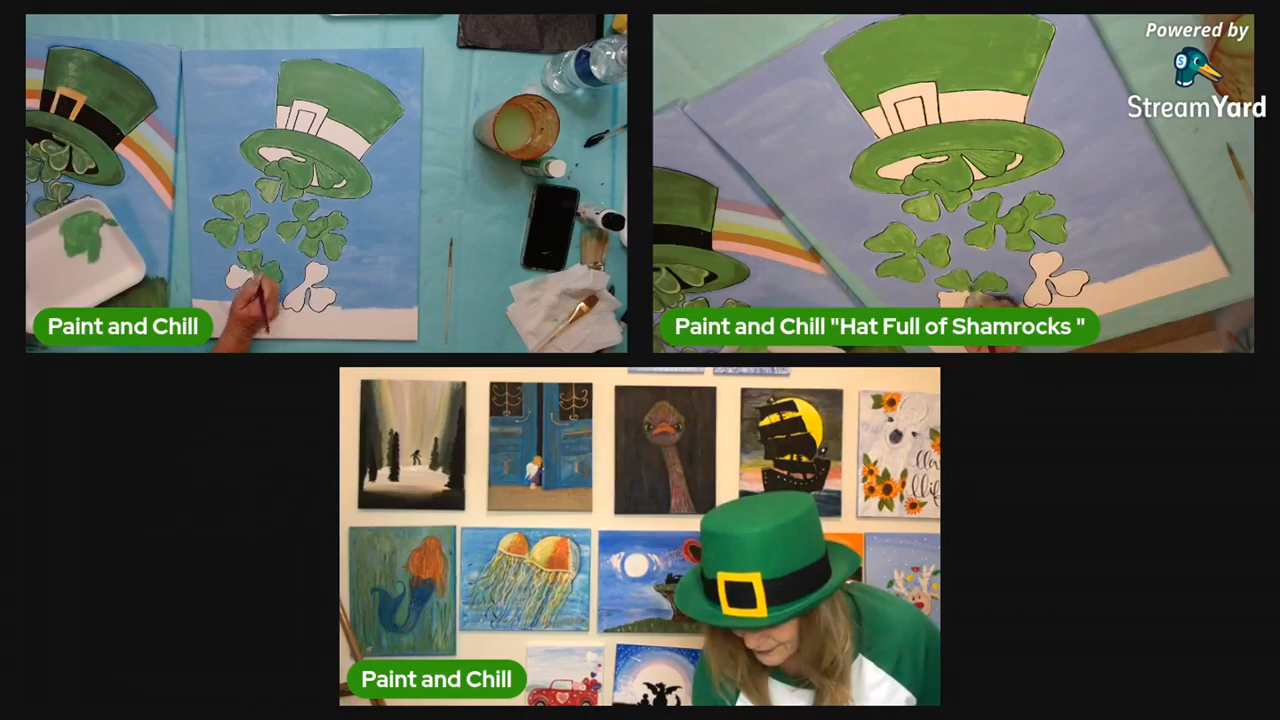 Powered by
StreamYard
Paint and Chill
Paint and Chill "Hat Full of Shamrocks "
Paint and Chill